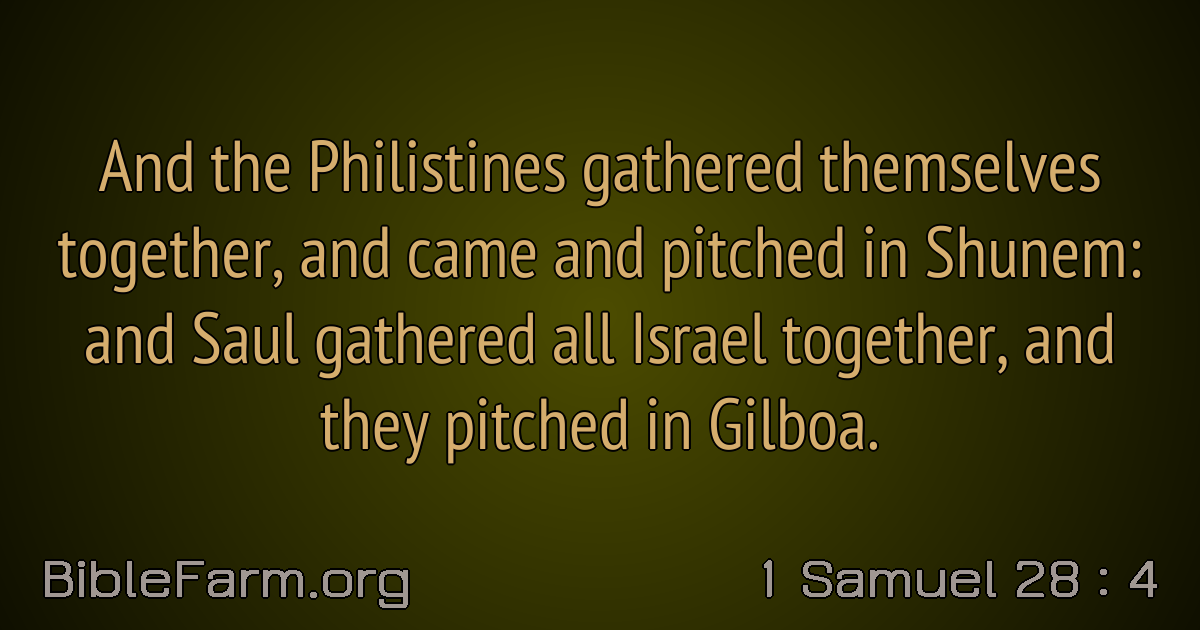 And the Philistines gathered themselves
together, and came and pitched in Shunem:
and Saul gathered all Israel together, and
they pitched in Gilboa.
BibleFarm.org
1 Samuel 28 : 4